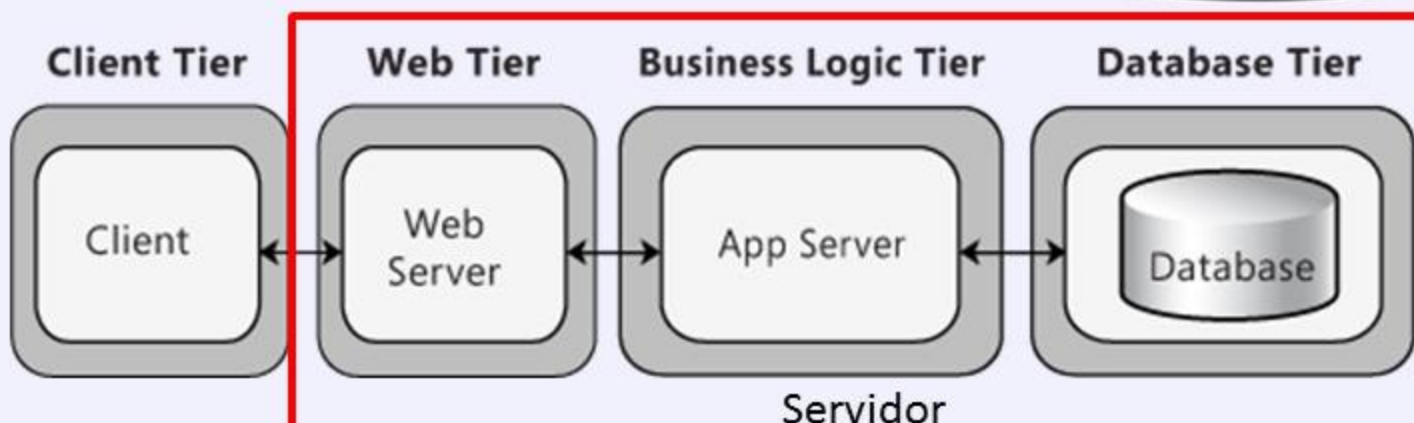 Client Tier
Web Tier
Business Logic Tier
Database Tier
Client
Web
Server
App Server
Database
Servidor